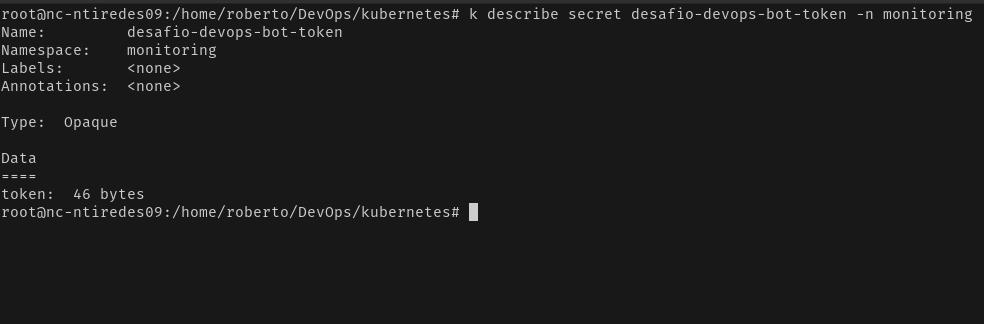 root@nc-ntiredes09:/home/roberto/DevOps/kubernetes# k describe secret desafio-devops-bot-token -n monitoring
Name:         desafio-devops-bot-token
Namespace:    monitoring
Labels:       <none>
Annotations:  <none>
Type:  Opaque
Data
====
token:  46 bytes
root@nc-ntiredes09:/home/roberto/DevOps/kubernetes#